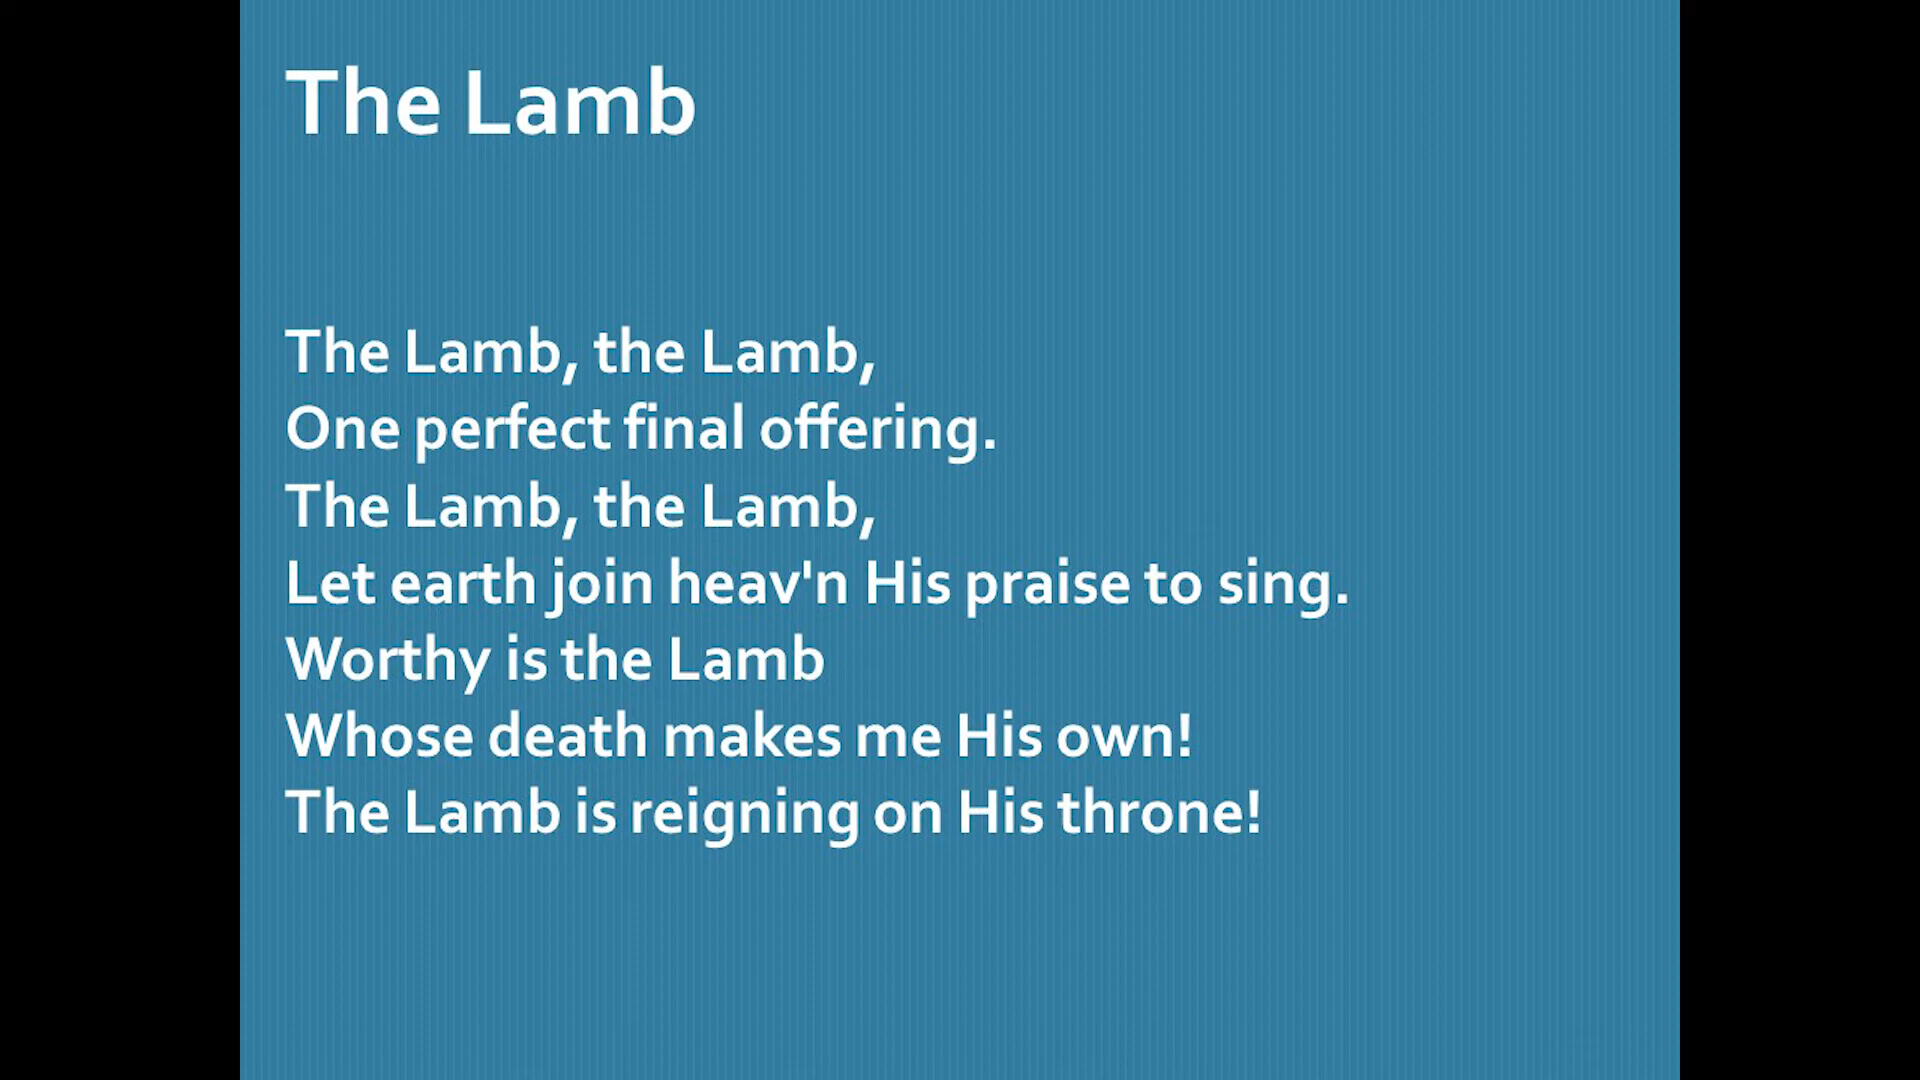 The Lamb
The Lamb, the Lamb,
One perfect final offering.
The Lamb, the Lamb,
Let earth join heav'n His praise to sing.
Worthy is the Lamb
Whose death makes me His own!
The Lamb is reigning on His throne!